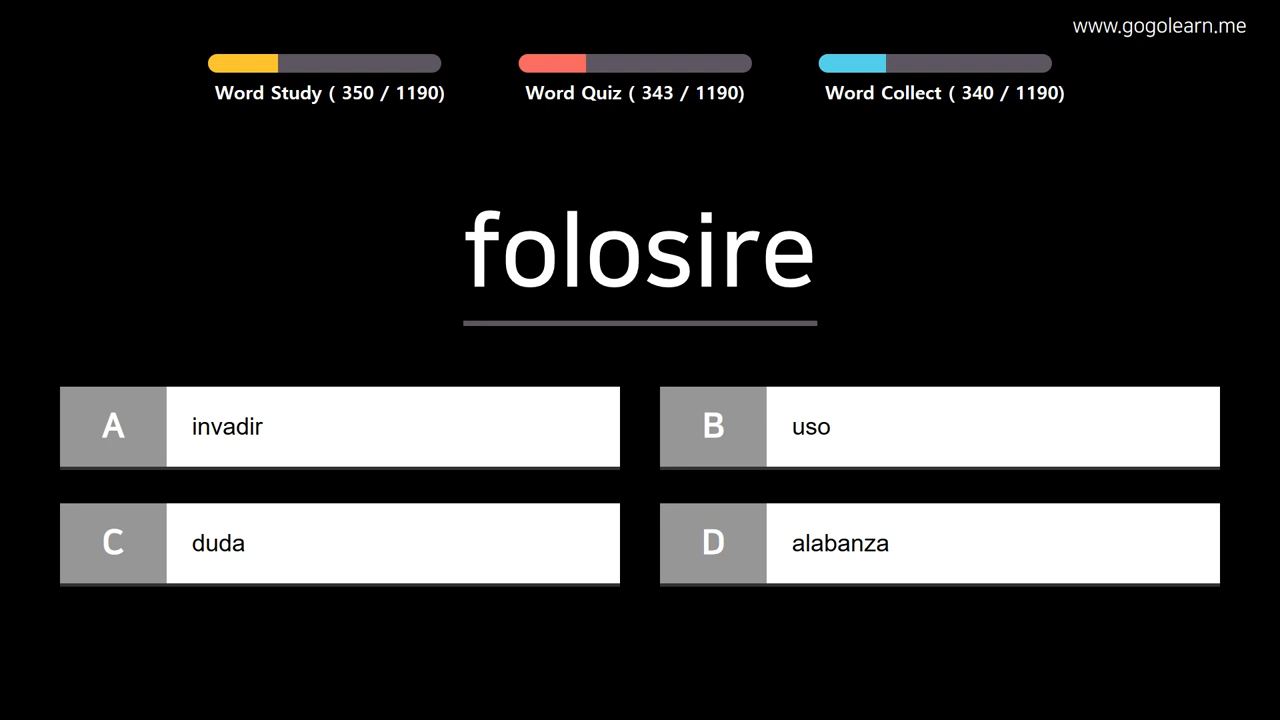 www.gogolearn.me
Word Study ( 350 / 1190)
Word Quiz ( 343 / 1190)
Word Collect ( 340 / 1190)
folosire
A invadir
B uso
C duda
D alabanza